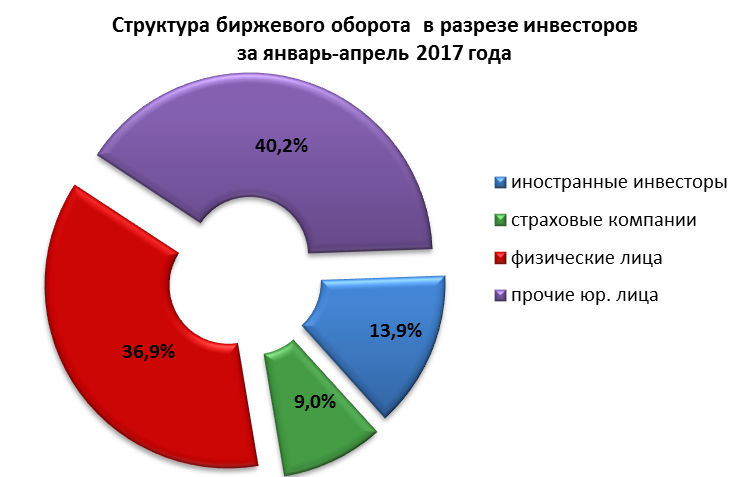 Структура биржевого оборота в разрезе инвесторов
за январь-апрель 2017 года
40,2%
13,9%
36,9%
9,0%
иностранные инвесторы
страховые компании
физические лица
прочие юр. лица